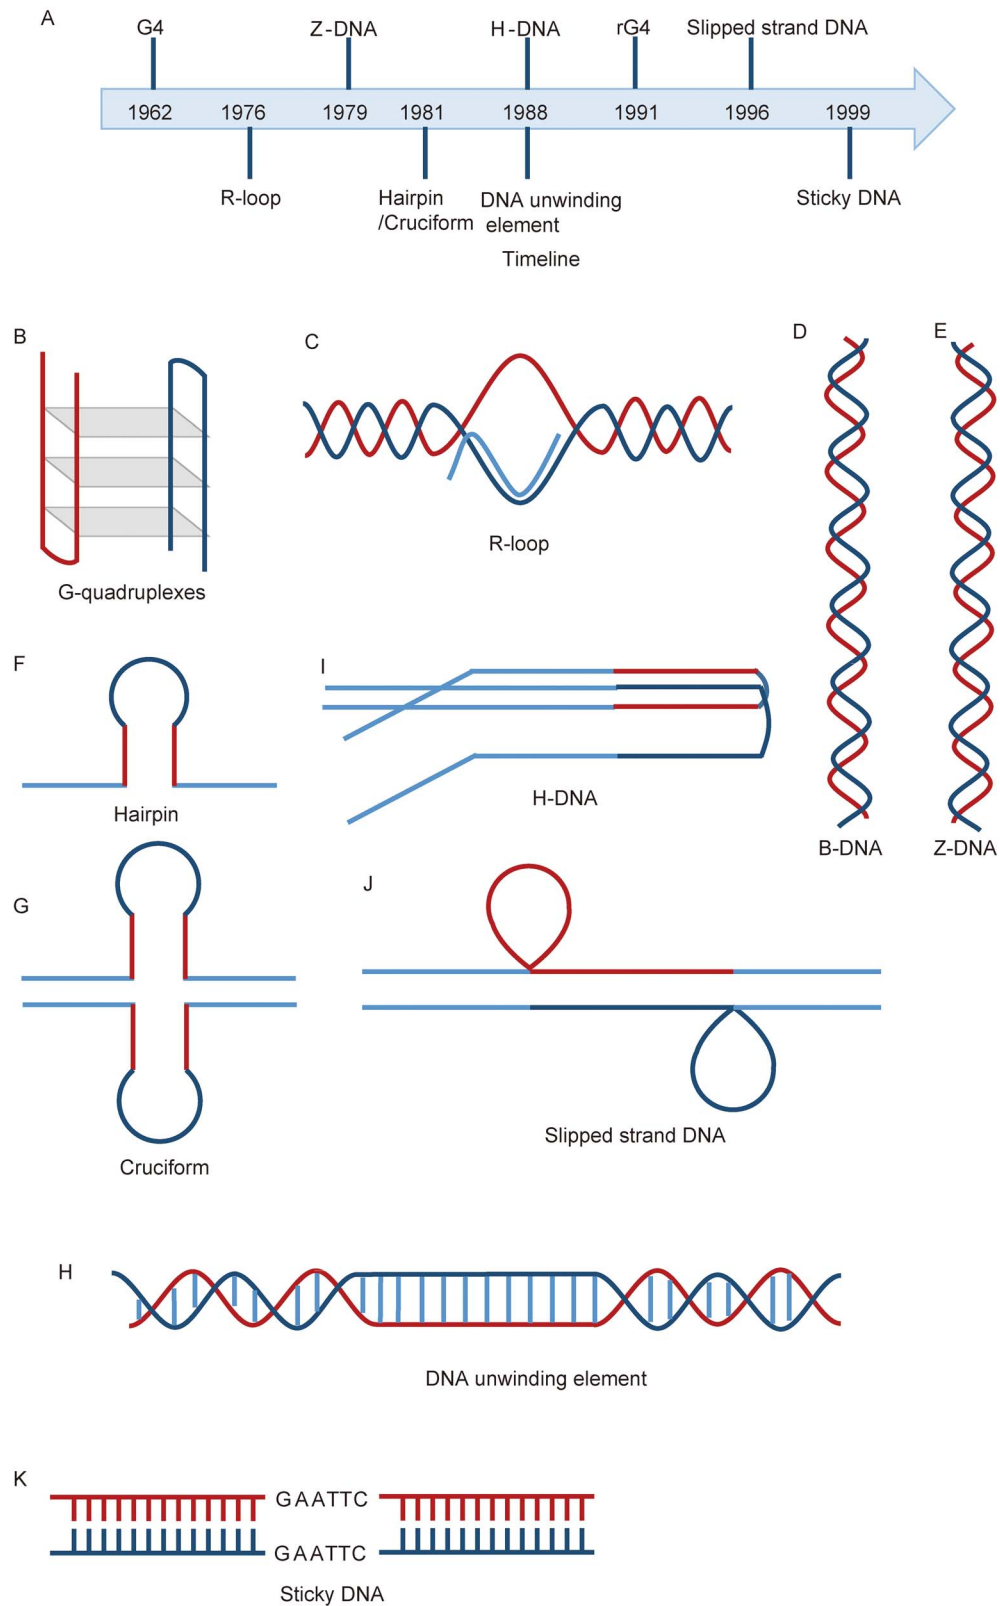 A
G4
Z-DNA
H-DNA
rG4
Slipped strand DNA
1962
1976
1979
1981
1988
1991
1996
1999
R-loop
Hairpin
/Cruciform
DNA unwinding
element
Sticky DNA
Timeline
B
G-quadruplexes
C
R-loop
D
B-DNA
E
Z-DNA
F
Hairpin
I
H-DNA
G
Cruciform
J
Slipped strand DNA
H
DNA unwinding element
K
GAATTC
GAATTC
Sticky DNA